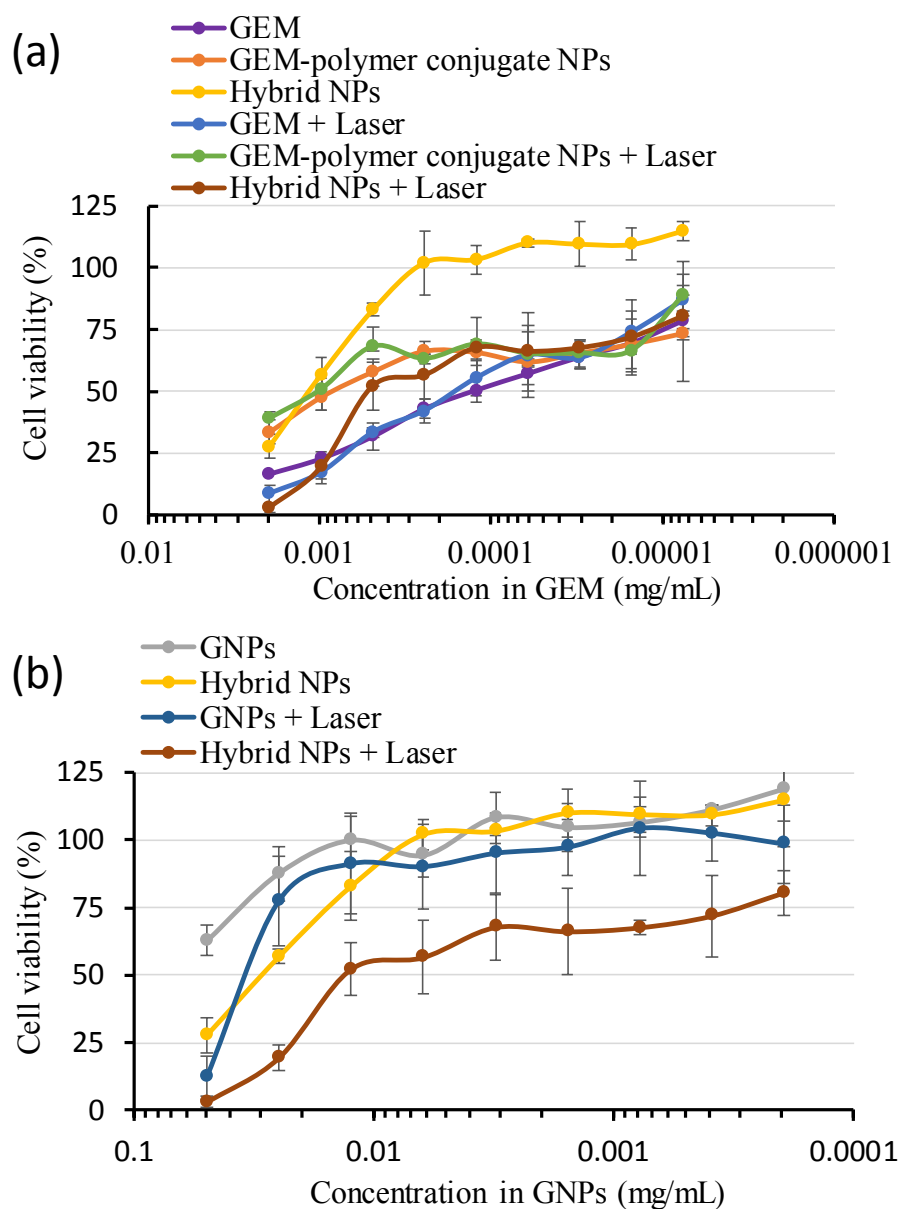 (a)
GEM
GEM-polymer conjugate NPs
Hybrid NPs
GEM + Laser
GEM-polymer conjugate NPs + Laser
Hybrid NPs + Laser
Cell viability (%)
125
100
75
50
25
0
0.01 0.001 0.0001 0.00001 0.000001
Concentration in GEM (mg/mL)
(b)
GNPs
Hybrid NPs
GNPs + Laser
Hybrid NPs + Laser
Cell viability (%)
125
100
75
50
25
0
0.1 0.01 0.001 0.0001
Concentration in GNPs (mg/mL)